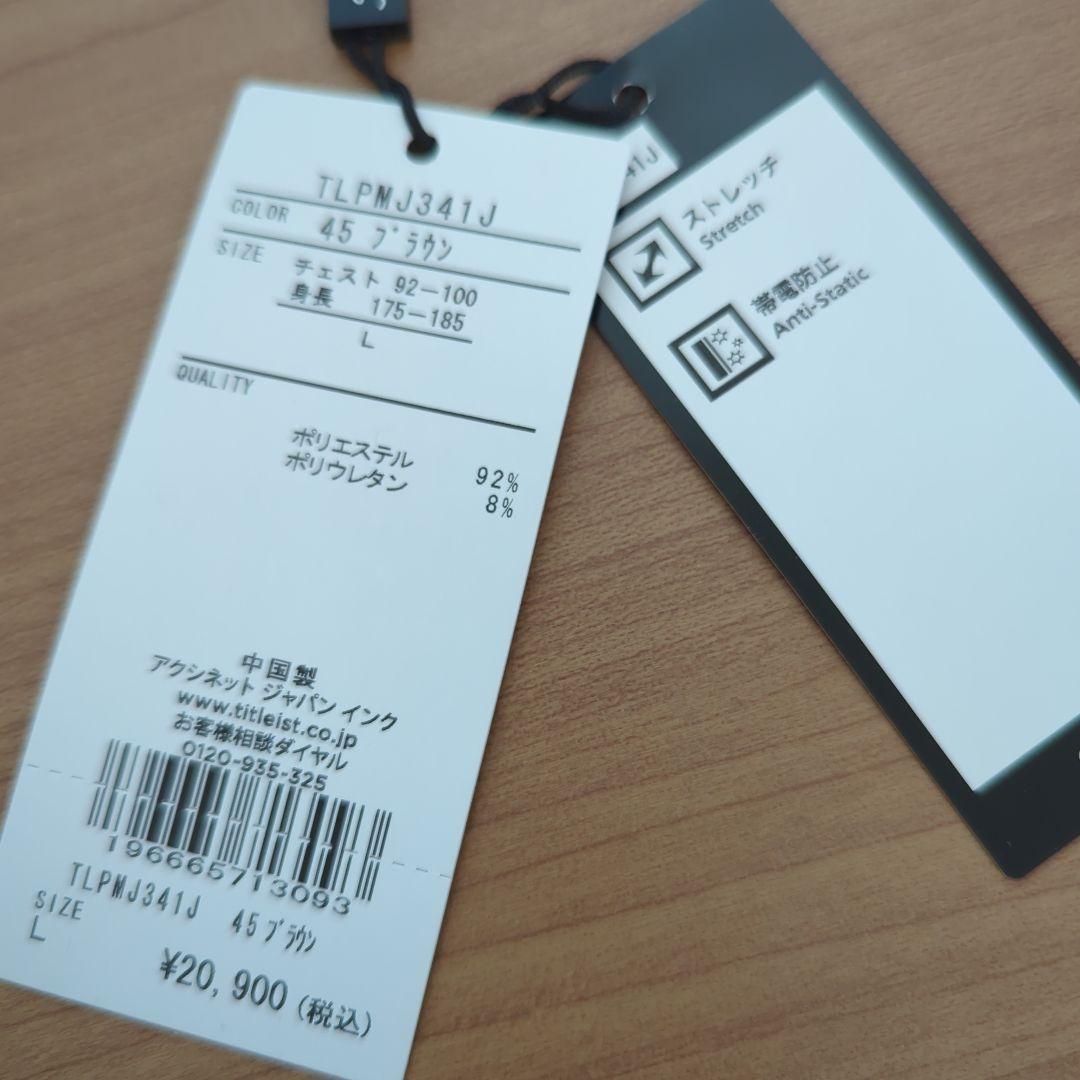 TLPMJ341J
COLOR 45 ブラウン
SIZE チェスト 92－100
身長 175－185
L
QUALITY
ポリエステル 92%
ポリウレタン 8%
中国製
アクシネット ジャパン インク
www.titleist.co.jp
お客様相談ダイヤル
0120-935-325
196665713093
TLPMJ341J 45 ブラウン
SIZE
L
¥20,900 (税込)
41J
ストレッチ
Stretch
帯電防止
Anti-Static